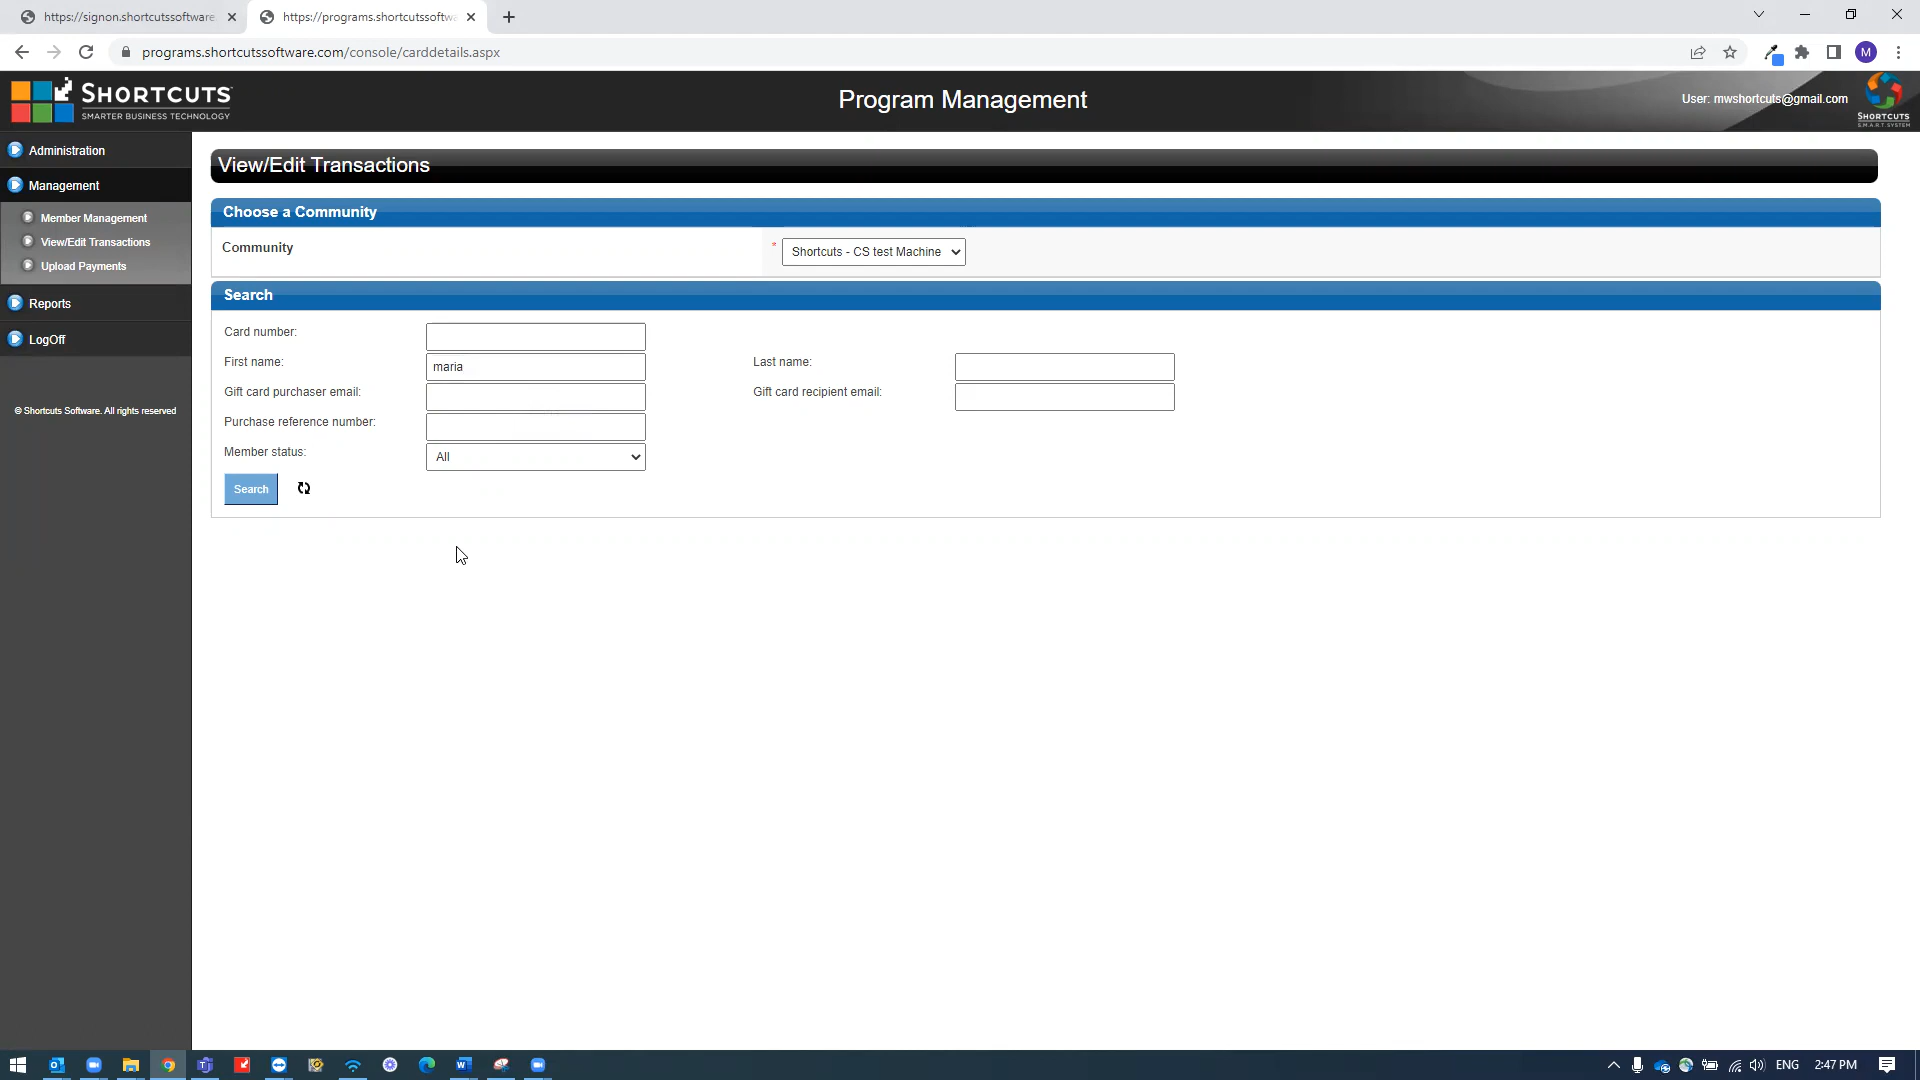 https://signon.shortcutssoftware.
https://programs.shortcutssoftwa
programs.shortcutssoftware.com/console/carddetails.aspx
M
SHORTCUTS
SMARTER BUSINESS TECHNOLOGY
Program Management
User: mwshortcuts@gmail.com
SHORTCUTS
S.M.A.R.T SYSTEM
Administration
Management
Member Management
View/Edit Transactions
Upload Payments
Reports
LogOff
© Shortcuts Software. All rights reserved
View/Edit Transactions
Choose a Community
Community
* Shortcuts - CS test Machine
Search
Card number:
First name: maria Last name:
Gift card purchaser email: Gift card recipient email:
Purchase reference number:
Member status: All
Search
ENG 2:47 PM